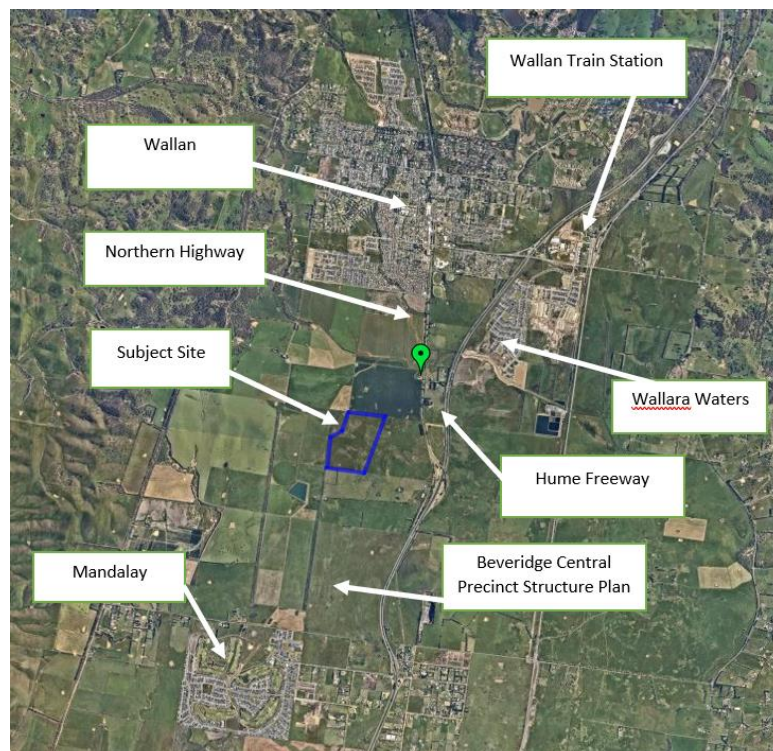 Wallan Train Station
Wallan
Northern Highway
Subject Site
Wallara Waters
Hume Freeway
Beveridge Central
Precinct Structure Plan
Mandalay